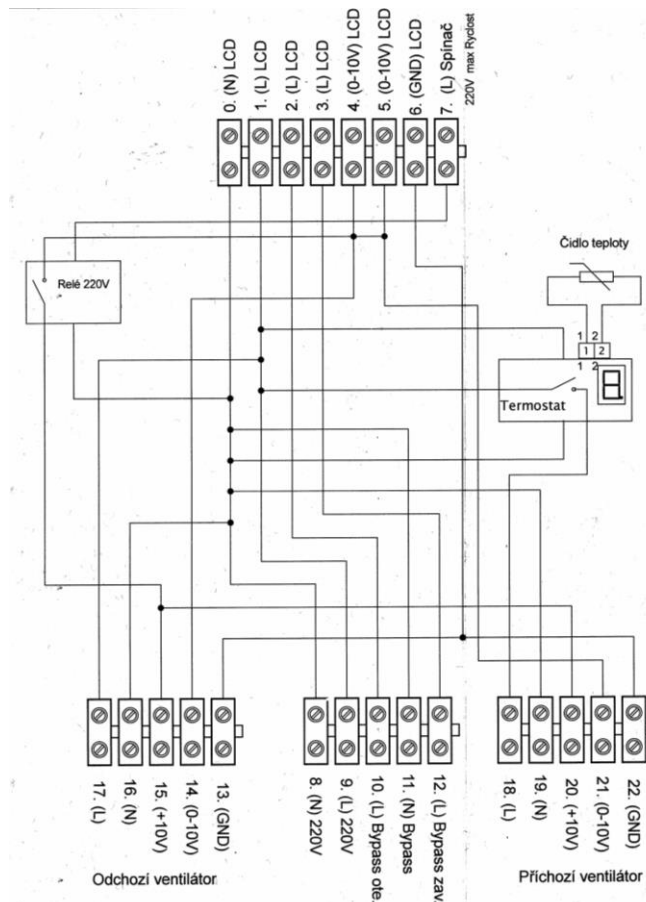 0. (N) LCD
1. (L) LCD
2. (L) LCD
3. (L) LCD
4. (0-10V) LCD
5. (0-10V) LCD
6. (GND) LCD
7. (L) Spínač
220V max Ryclost
Relé 220V
Čidlo teploty
1 2
1 2
1 2
Termostat
17. (L)
16. (N)
15. (+10V)
14. (0-10V)
13. (GND)
8. (N) 220V
9. (L) 220V
10. (L) Bypass ote.
11. (N) Bypass
12. (L) Bypass zav.
18. (L)
19. (N)
20. (+10V)
21. (0-10V)
22. (GND)
Odchozí ventilátor
Příchozí ventilátor